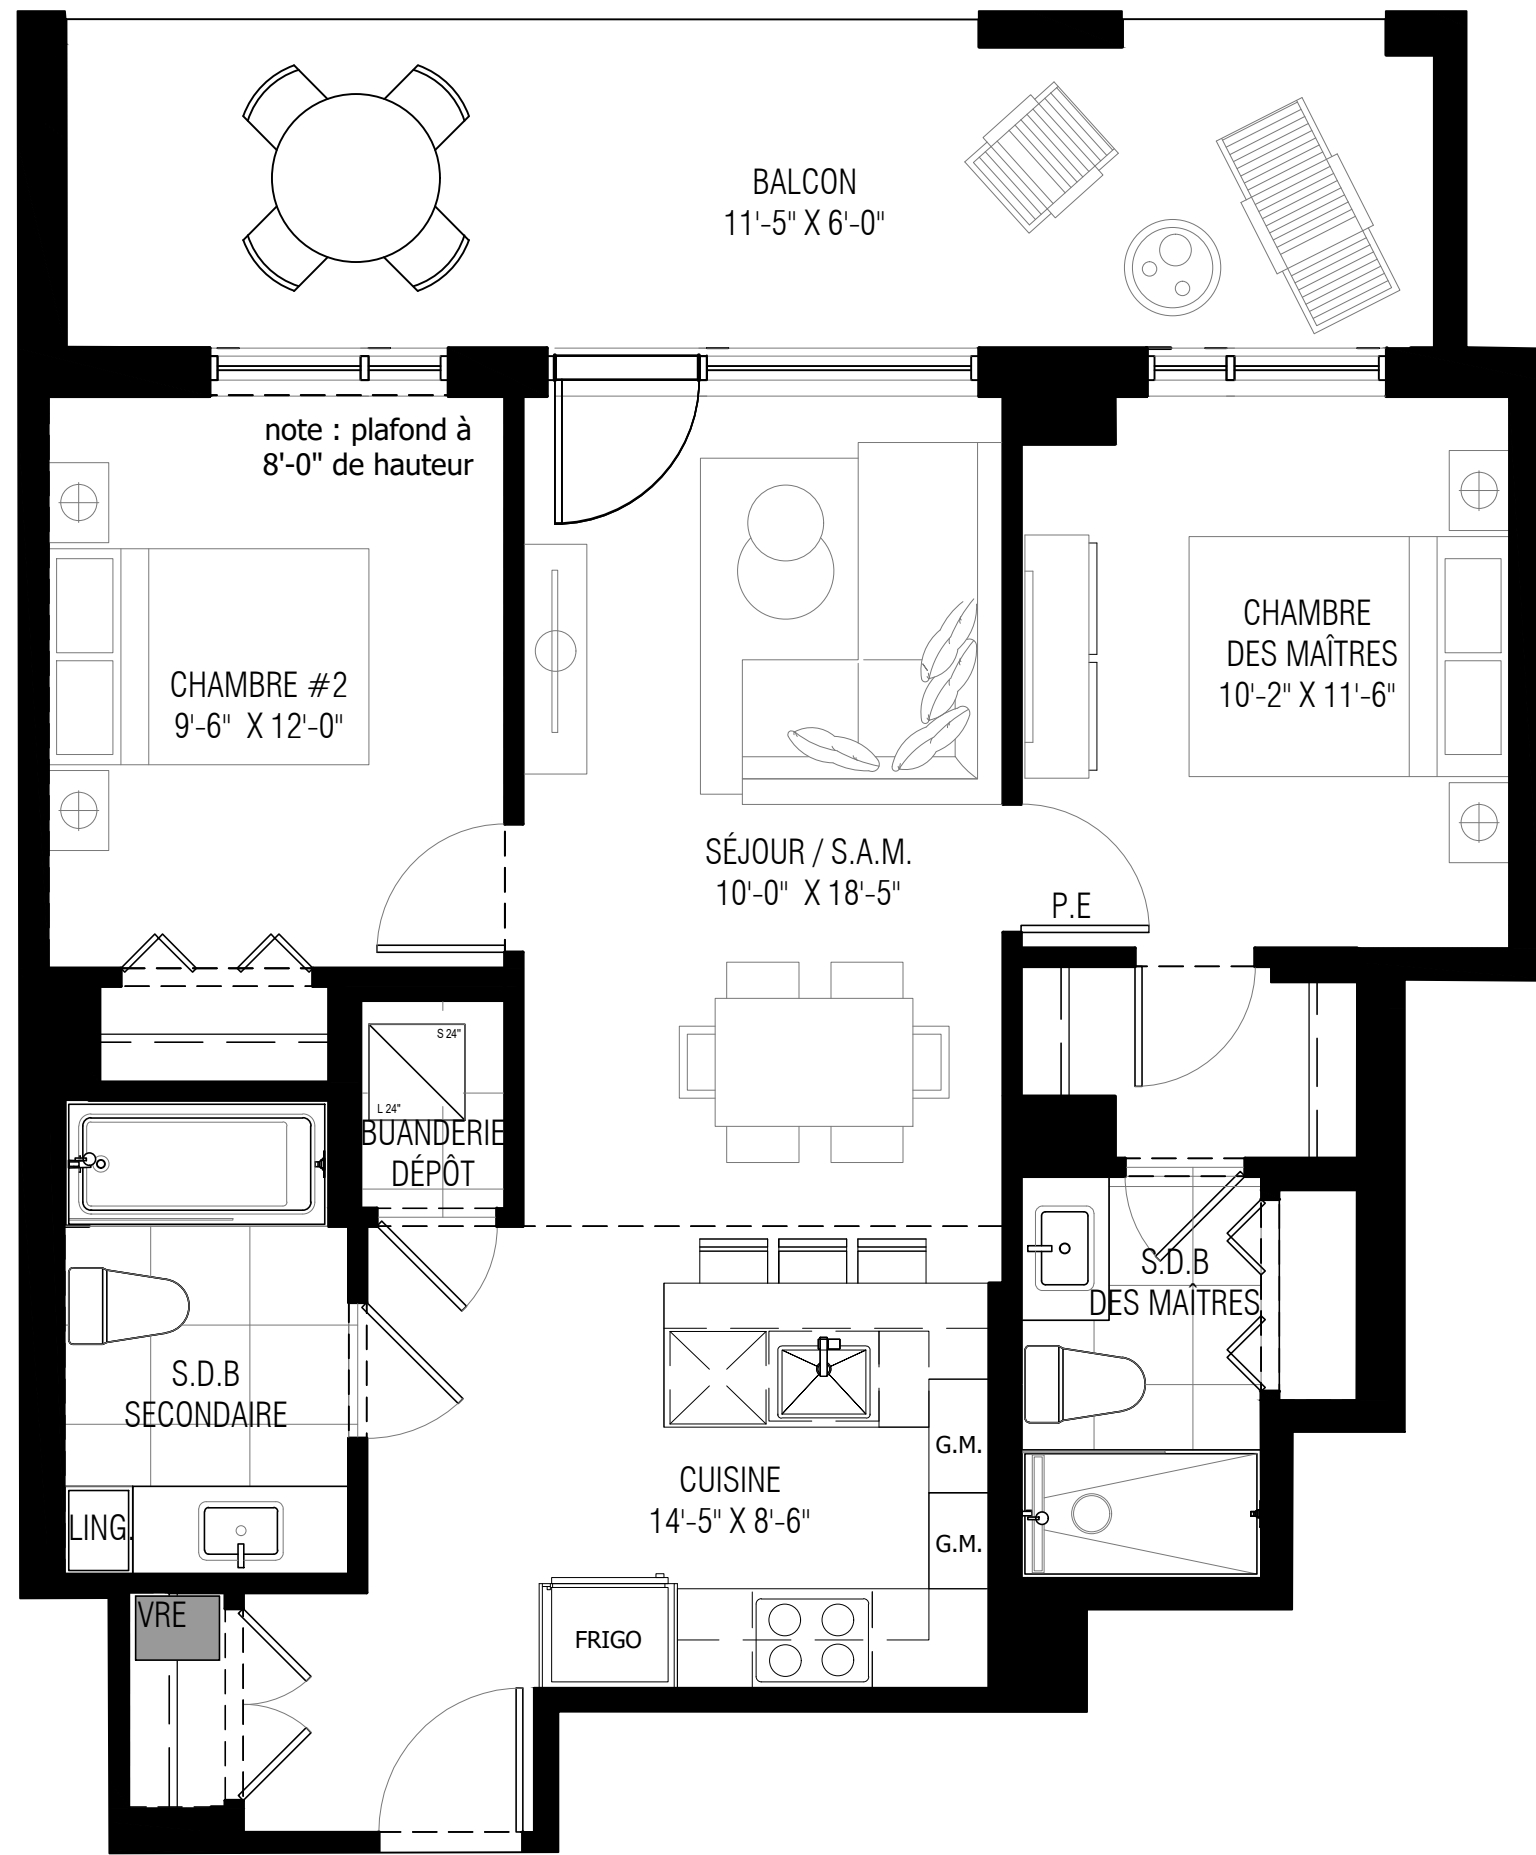 BALCON
11'-5" X 6'-0"
note : plafond à
8'-0" de hauteur
CHAMBRE
DES MAÎTRES
10'-2" X 11'-6"
CHAMBRE #2
9'-6" X 12'-0"
SÉJOUR / S.A.M.
10'-0" X 18'-5"
P.E
S 24"
L 24"
BUANDERIE
DÉPÔT
S.D.B
DES MAÎTRES
S.D.B
SECONDAIRE
G.M.
CUISINE
14'-5" X 8'-6"
LING.
G.M.
VRE
FRIGO